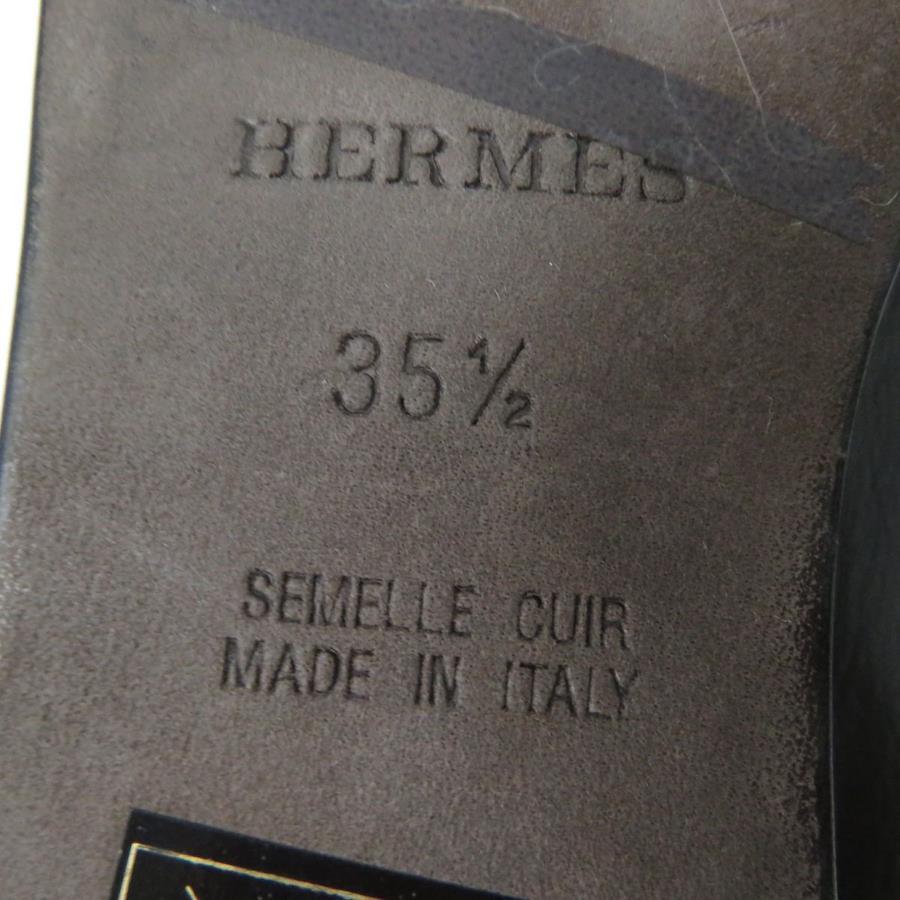 HERMES
35½
SEMELLE CUIR
MADE IN ITALY